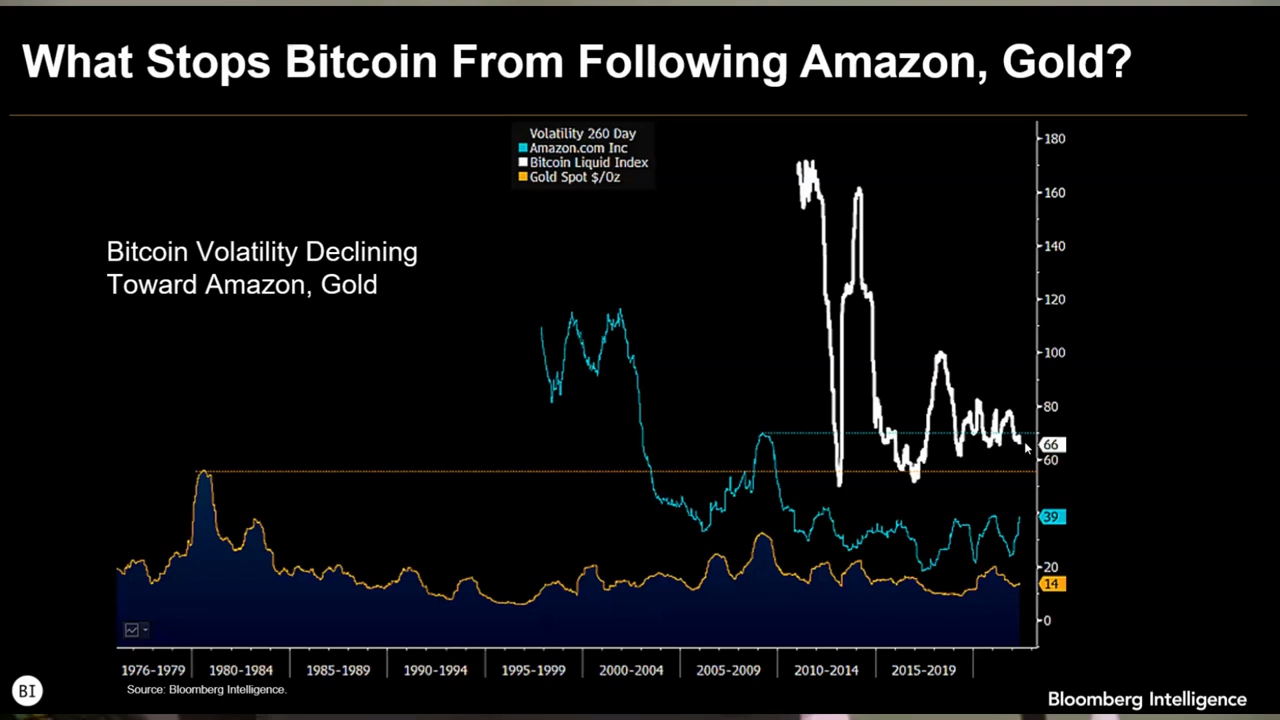 What Stops Bitcoin From Following Amazon, Gold?
Volatility 260 Day
Amazon.com Inc
Bitcoin Liquid Index
Gold Spot $/Oz
Bitcoin Volatility Declining
Toward Amazon, Gold
180
160
140
120
100
80
66
60
39
20
14
0
1976-1979 1980-1984 1985-1989 1990-1994 1995-1999 2000-2004 2005-2009 2010-2014 2015-2019
BI
Source: Bloomberg Intelligence.
Bloomberg Intelligence